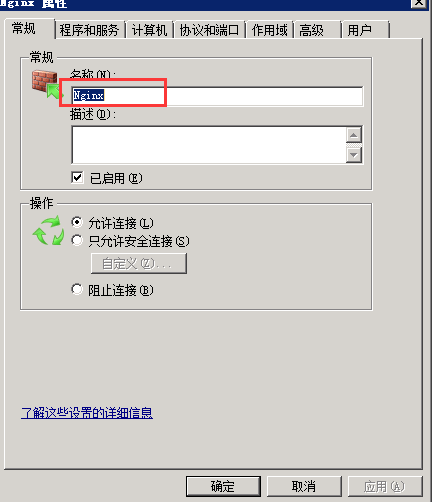 Nginx 属性
常规 程序和服务 计算机 协议和端口 作用域 高级 用户
常规
名称(N):
Nginx
描述(D):
已启用(E)
操作
允许连接(L)
只允许安全连接(S)
自定义(Z)...
阻止连接(B)
了解这些设置的详细信息
确定 取消 应用(A)